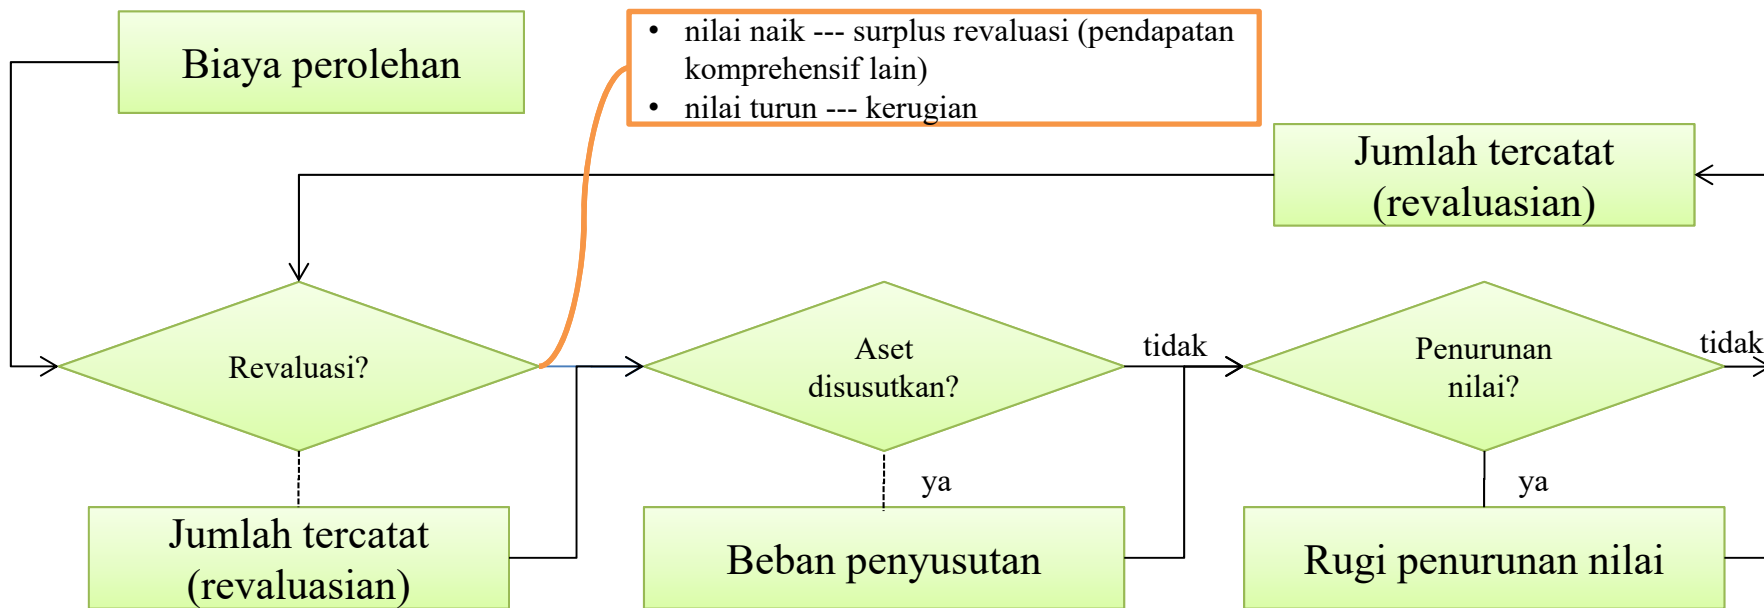 Biaya perolehan
• nilai naik --- surplus revaluasi (pendapatan
komprehensif lain)
• nilai turun --- kerugian
Jumlah tercatat
(revaluasian)
Revaluasi?
Aset
disusutkan?
tidak
Penurunan
nilai?
tidak
ya
ya
Jumlah tercatat
(revaluasian)
Beban penyusutan
Rugi penurunan nilai